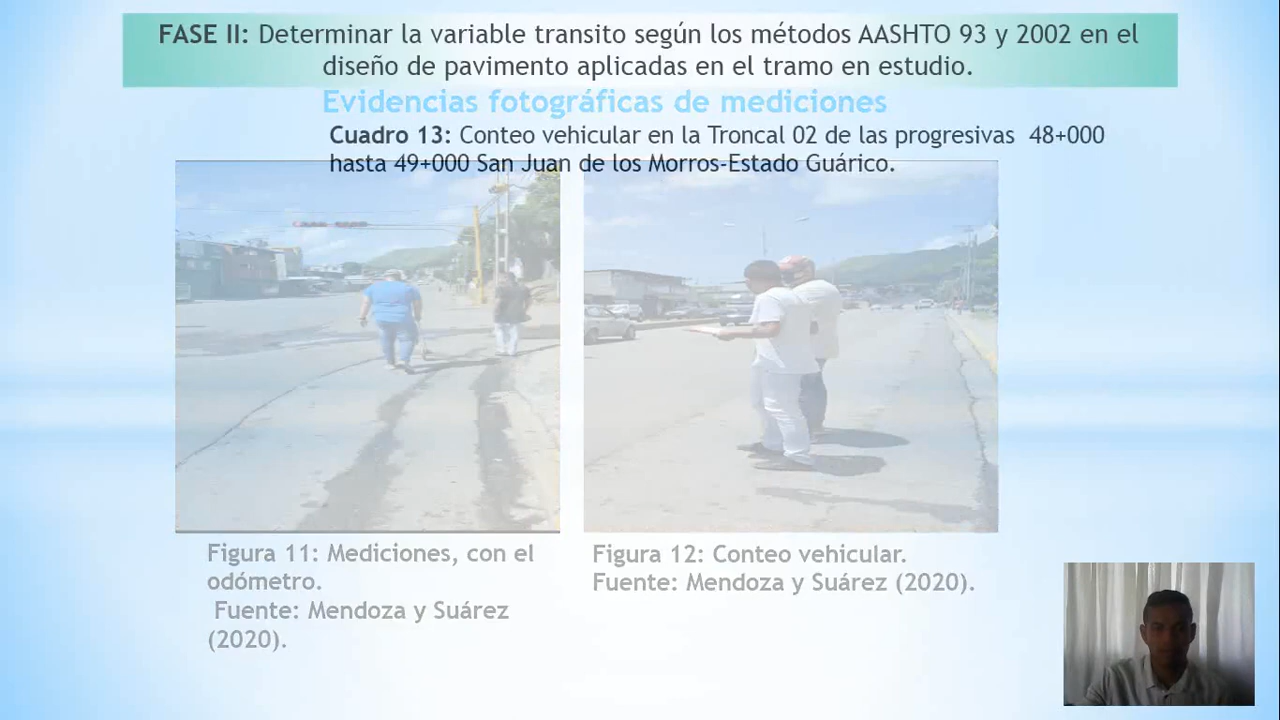 FASE II: Determinar la variable transito según los métodos AASHTO 93 y 2002 en el
diseño de pavimento aplicadas en el tramo en estudio.
Evidencias fotográficas de mediciones
Cuadro 13: Conteo vehicular en la Troncal 02 de las progresivas 48+000
hasta 49+000 San Juan de los Morros-Estado Guárico.
Figura 11: Mediciones, con el
odómetro.
Fuente: Mendoza y Suárez
(2020).
Figura 12: Conteo vehicular.
Fuente: Mendoza y Suárez (2020).